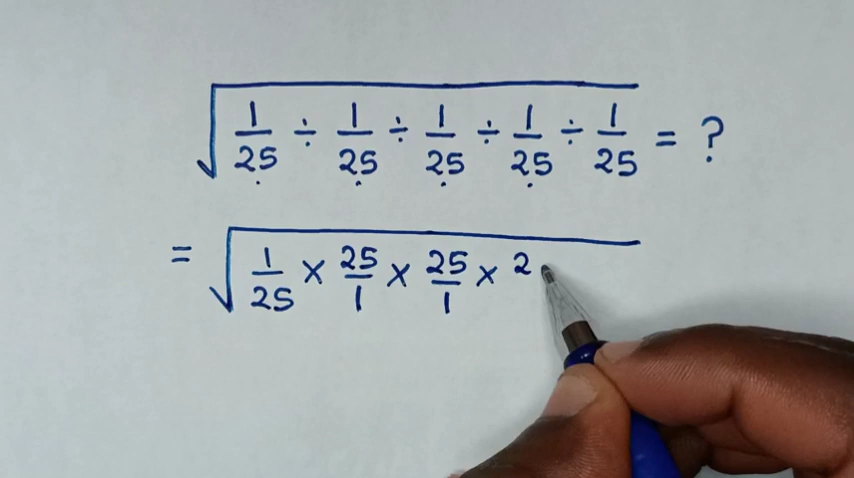 √(1/25 ÷ 1/25 ÷ 1/25 ÷ 1/25 ÷ 1/25) = ?
= √(1/25 × 25/1 × 25/1 × 2